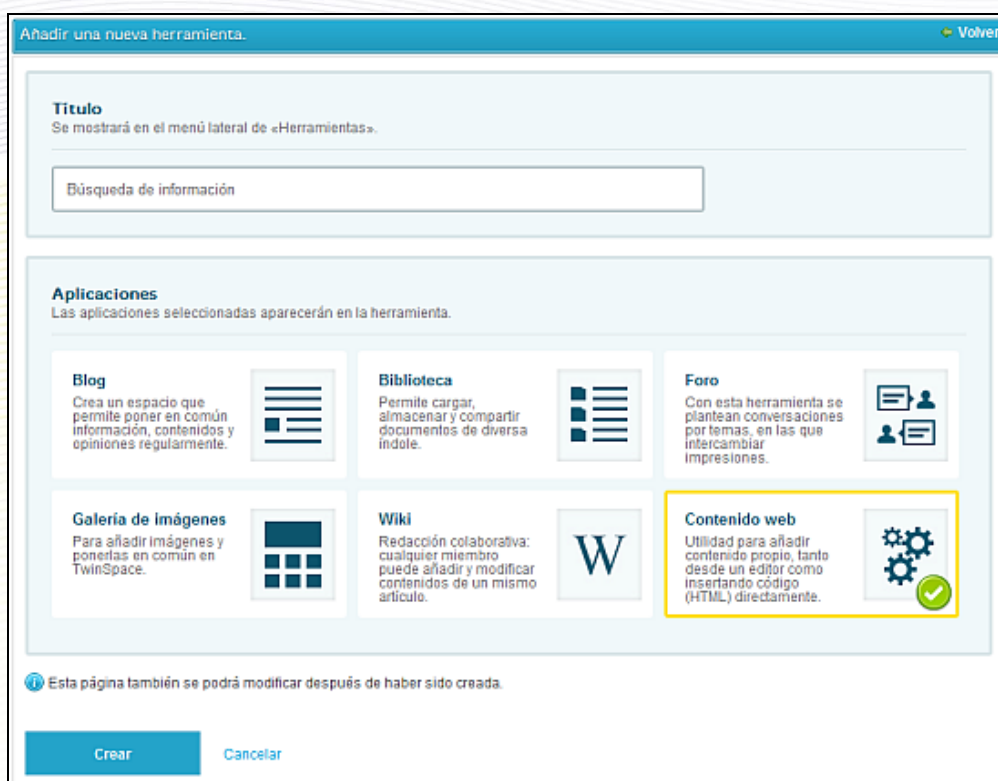 Añadir una nueva herramienta.
Volver
Título
Se mostrará en el menú lateral de «Herramientas».
Búsqueda de información
Aplicaciones
Las aplicaciones seleccionadas aparecerán en la herramienta.
Blog
Crea un espacio que
permite poner en común
información, contenidos y
opiniones regularmente.
Biblioteca
Permite cargar,
almacenar y compartir
documentos de diversa
índole.
Foro
Con esta herramienta se
plantean conversaciones
por temas, en las que
intercambiar
impresiones.
Galería de imágenes
Para añadir imágenes y
ponerlas en común en
TwinSpace.
Wiki
Redacción colaborativa:
cualquier miembro
puede añadir y modificar
contenidos de un mismo
artículo.
W
Contenido web
Utilidad para añadir
contenido propio, tanto
desde un editor como
insertando código
(HTML) directamente.
Esta página también se podrá modificar después de haber sido creada.
Crear
Cancelar